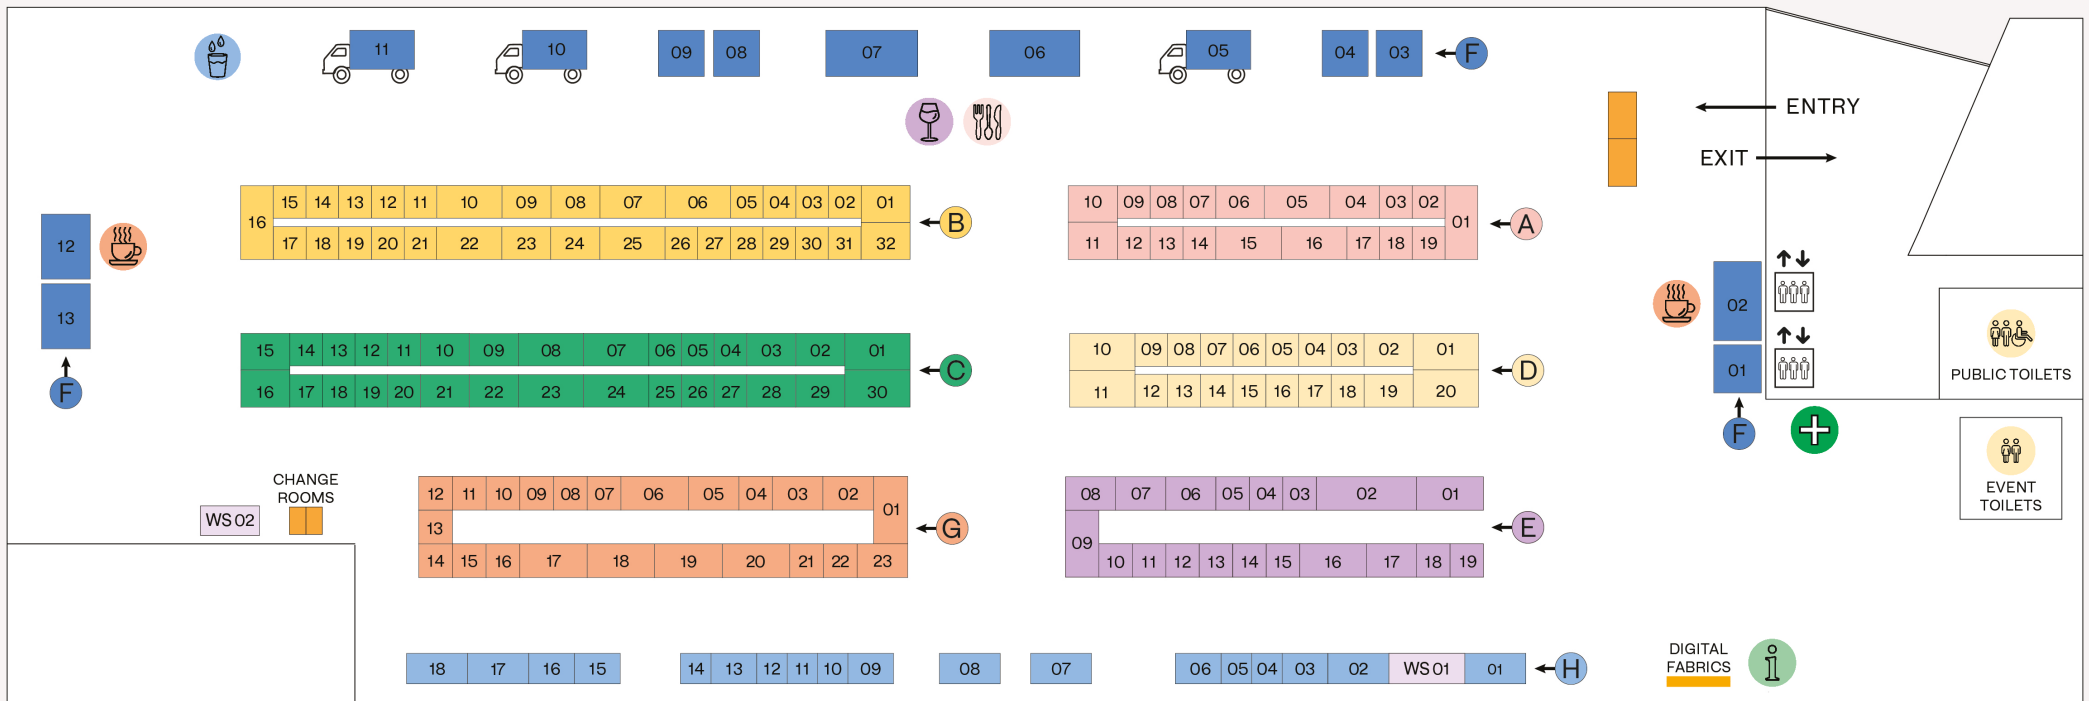 11 10 09 08 07 06 05 04 03 F
ENTRY
EXIT
15 14 13 12 11 10 09 08 07 06 05 04 03 02 01
16
17 18 19 20 21 22 23 24 25 26 27 28 29 30 31 32
B
10 09 08 07 06 05 04 03 02
01
11 12 13 14 15 16 17 18 19
A
12
13
F
02
01
F
PUBLIC TOILETS
EVENT
TOILETS
15 14 13 12 11 10 09 08 07 06 05 04 03 02 01
16 17 18 19 20 21 22 23 24 25 26 27 28 29 30
C
10 09 08 07 06 05 04 03 02 01
11 12 13 14 15 16 17 18 19 20
D
CHANGE
ROOMS
WS 02
12 11 10 09 08 07 06 05 04 03 02
01
13
14 15 16 17 18 19 20 21 22 23
G
08 07 06 05 04 03 02 01
09
10 11 12 13 14 15 16 17 18 19
E
18 17 16 15 14 13 12 11 10 09 08 07 06 05 04 03 02 WS 01 01 H
DIGITAL
FABRICS
i